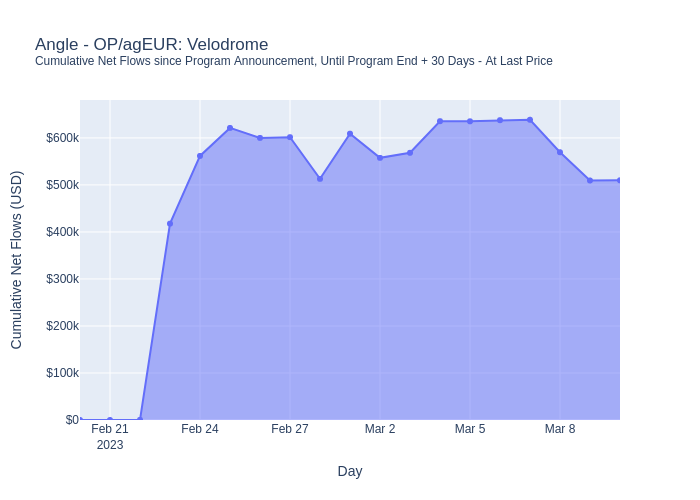 Angle - OP/agEUR: Velodrome
Cumulative Net Flows since Program Announcement, Until Program End + 30 Days - At Last Price
Cumulative Net Flows (USD)
$600k
$500k
$400k
$300k
$200k
$100k
$0
Feb 21
2023
Feb 24
Feb 27
Mar 2
Mar 5
Mar 8
Day